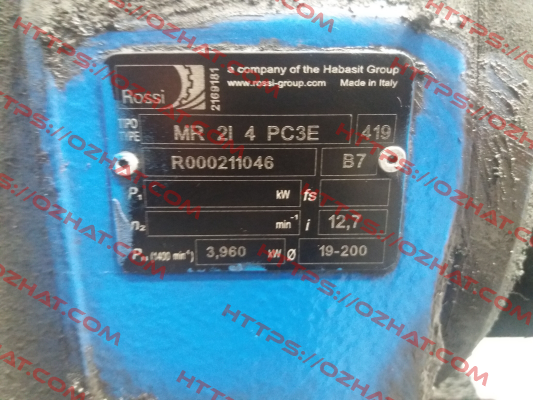 Rossi
2169181
a company of the Habasit Group
www.rossi-group.com Made in Italy
TIPO
TYPE
MR 2I 4 PC3E 419
R000211046 B7
P₁ kW fs
n₂ min⁻¹ i 12,7
(1400 min⁻¹) 3,960 kW Ø 19-200
HTTPS://OZHAT.COM